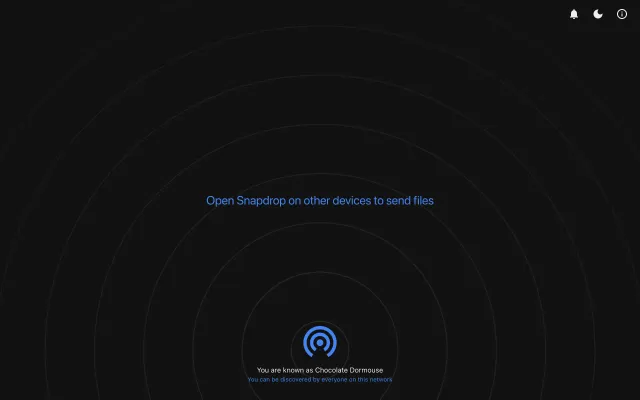 Open Snapdrop on other devices to send files
You are known as Chocolate Dormouse
You can be discovered by everyone on this network